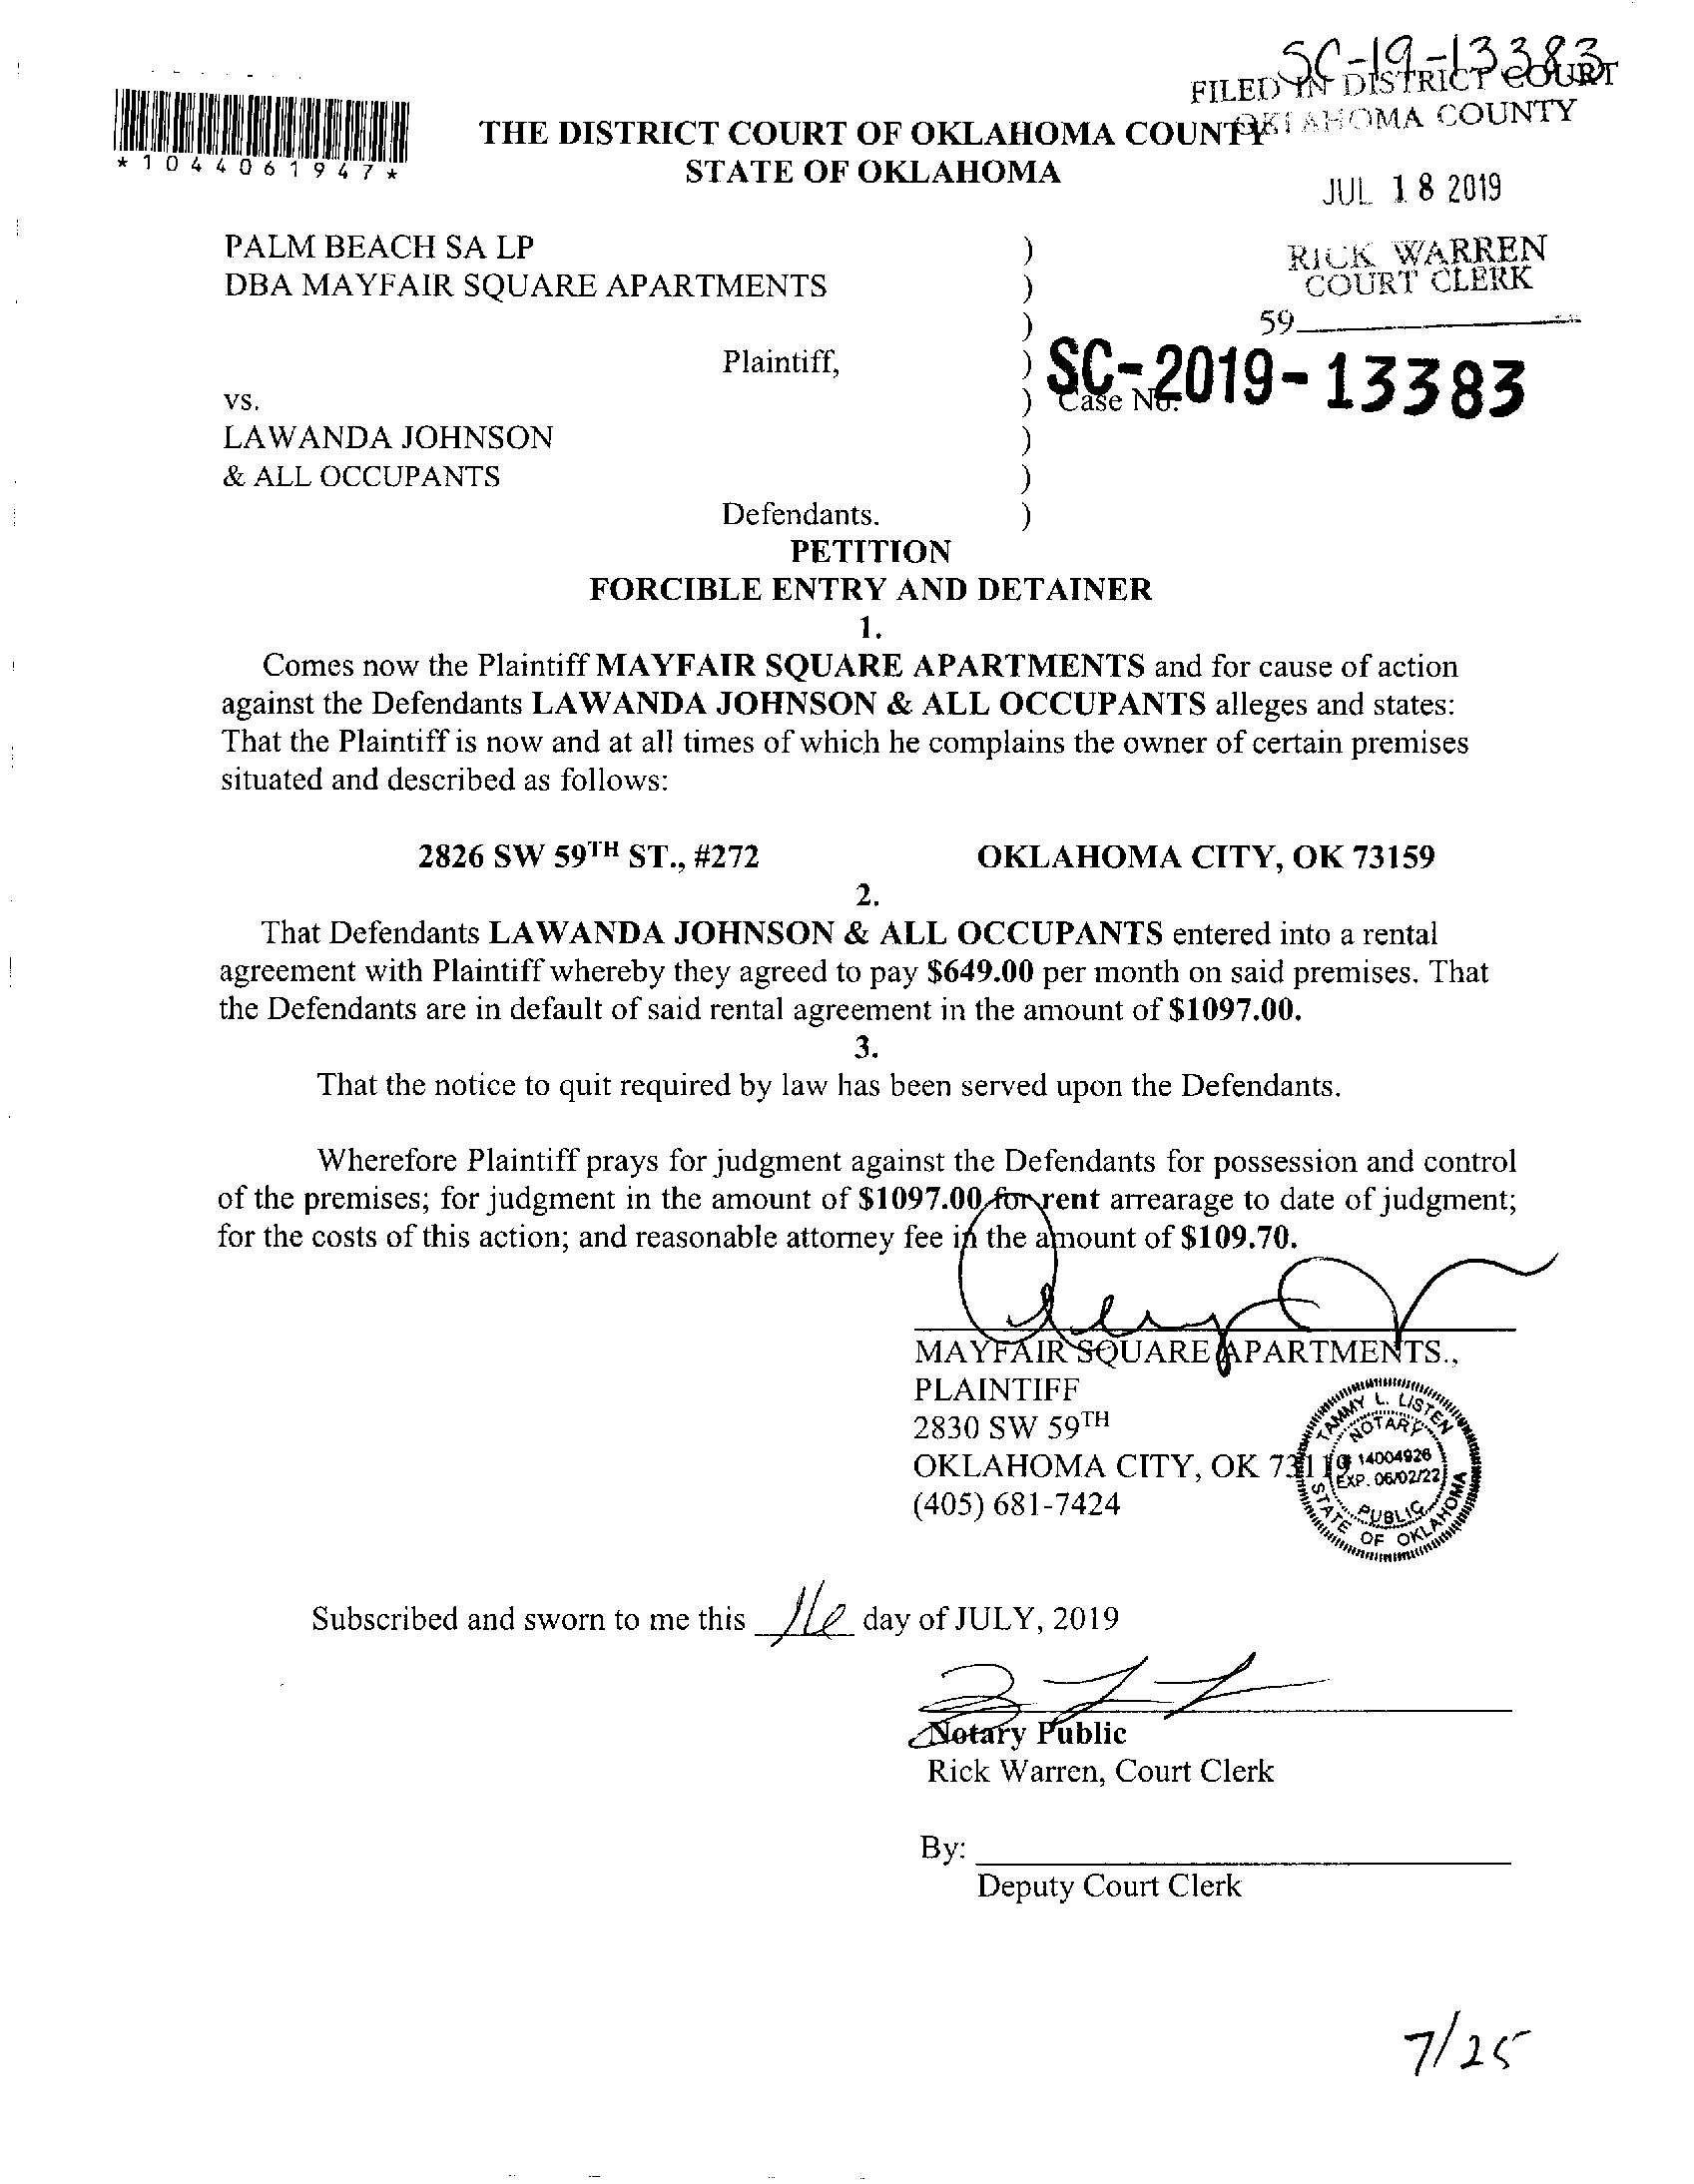 SC-19-13383
FILED IN DISTRICT COURT
OKLAHOMA COUNTY
*1044061947*
THE DISTRICT COURT OF OKLAHOMA COUNTY
STATE OF OKLAHOMA
JUL 18 2019
RICK WARREN
COURT CLERK
59
PALM BEACH SA LP )
DBA MAYFAIR SQUARE APARTMENTS )
)
Plaintiff, )
SC-2019-13383
vs. ) Case No.
LAWANDA JOHNSON )
& ALL OCCUPANTS )
Defendants. )
PETITION
FORCIBLE ENTRY AND DETAINER
1.
Comes now the Plaintiff MAYFAIR SQUARE APARTMENTS and for cause of action
against the Defendants LAWANDA JOHNSON & ALL OCCUPANTS alleges and states:
That the Plaintiff is now and at all times of which he complains the owner of certain premises
situated and described as follows:
2826 SW 59TH ST., #272 OKLAHOMA CITY, OK 73159
2.
That Defendants LAWANDA JOHNSON & ALL OCCUPANTS entered into a rental
agreement with Plaintiff whereby they agreed to pay $649.00 per month on said premises. That
the Defendants are in default of said rental agreement in the amount of $1097.00.
3.
That the notice to quit required by law has been served upon the Defendants.
Wherefore Plaintiff prays for judgment against the Defendants for possession and control
of the premises; for judgment in the amount of $1097.00 for rent arrearage to date of judgment;
for the costs of this action; and reasonable attorney fee in the amount of $109.70.
MAYFAIR SQUARE APARTMENTS.,
PLAINTIFF
2830 SW 59TH
OKLAHOMA CITY, OK 73119
(405) 681-7424
TAMMY L. LISTEN
NOTARY
# 14004926
EXP. 06/02/22
PUBLIC
STATE OF OKLAHOMA
Subscribed and sworn to me this 16 day of JULY, 2019
Notary Public
Rick Warren, Court Clerk
By:
Deputy Court Clerk
7/25